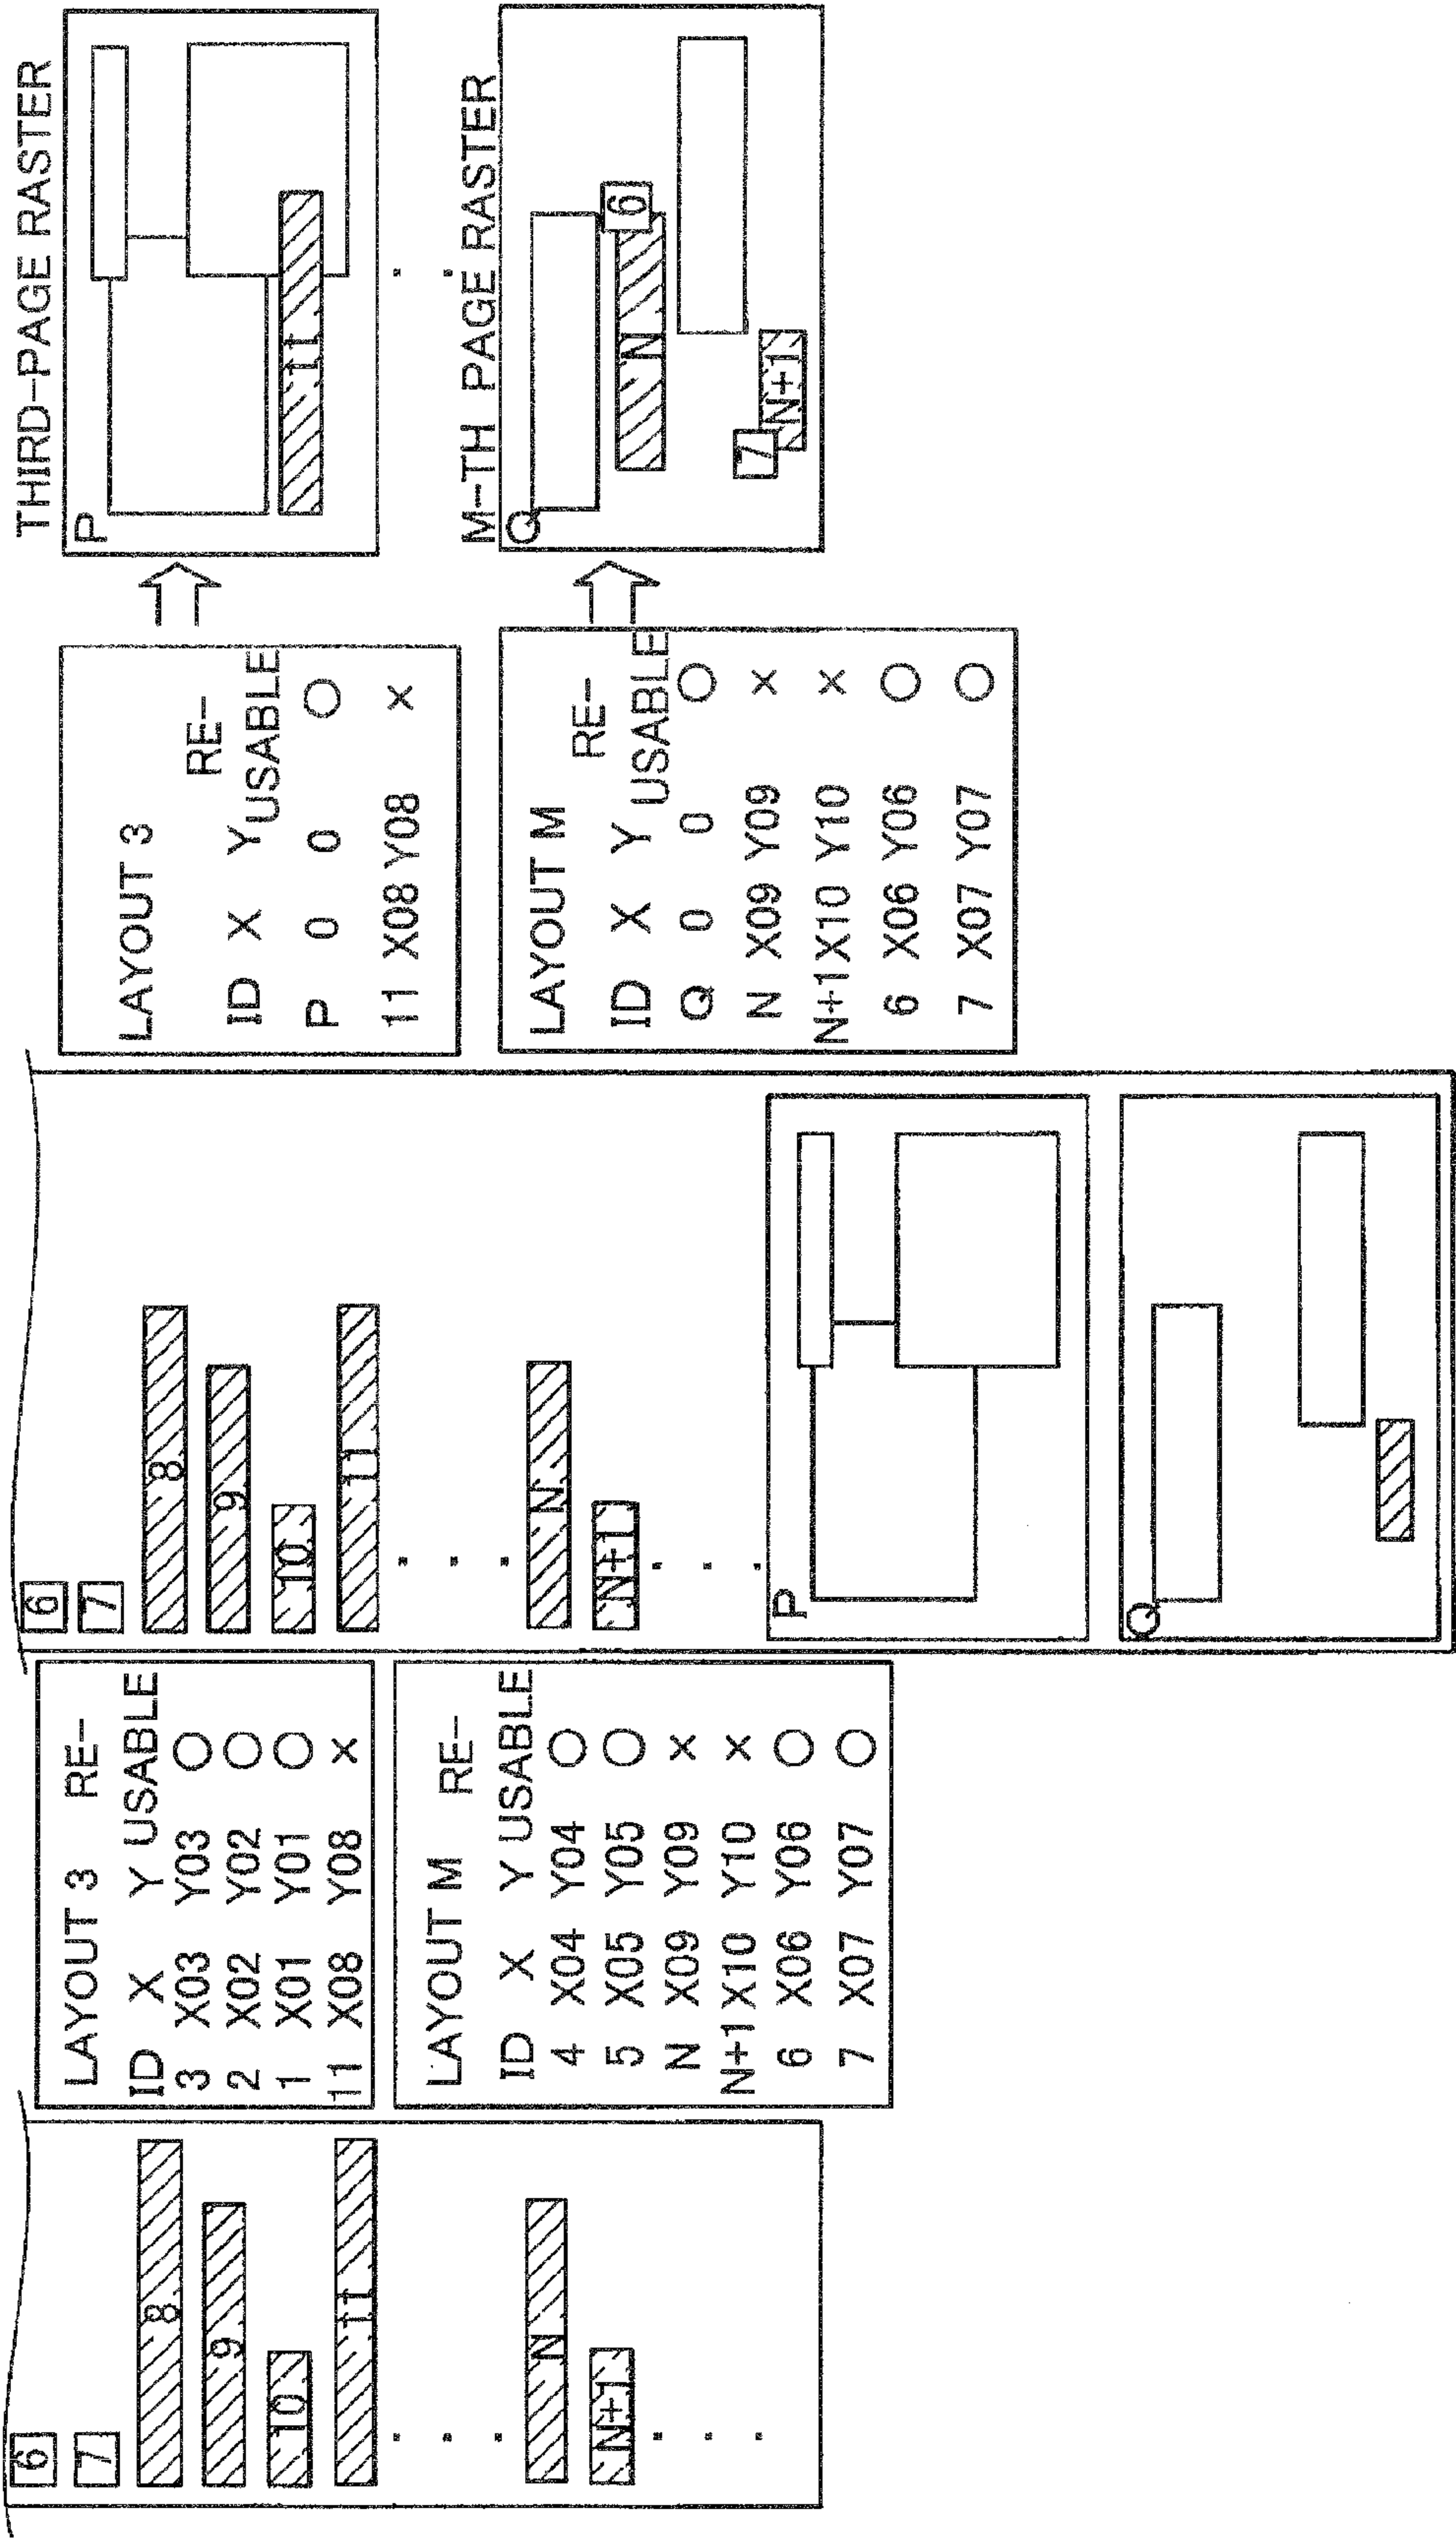 6
7
8
9
10
11
N
N+1
LAYOUT 3 RE-
ID X Y USABLE
3 X03 Y03 ○
2 X02 Y02 ○
1 X01 Y01 ○
11 X08 Y08 ×
LAYOUT M RE-
ID X Y USABLE
4 X04 Y04 ○
5 X05 Y05 ○
N X09 Y09 ×
N+1 X10 Y10 ×
6 X06 Y06 ○
7 X07 Y07 ○
6
7
8
9
10
11
N
N+1
P
Q
LAYOUT 3
RE-
ID X Y USABLE
P 0 0 ○
11 X08 Y08 ×
LAYOUT M
RE-
ID X Y USABLE
Q 0 0 ○
N X09 Y09 ×
N+1 X10 Y10 ×
6 X06 Y06 ○
7 X07 Y07 ○
THIRD-PAGE RASTER
P
11
M-TH PAGE RASTER
Q
6
N
7
N+1